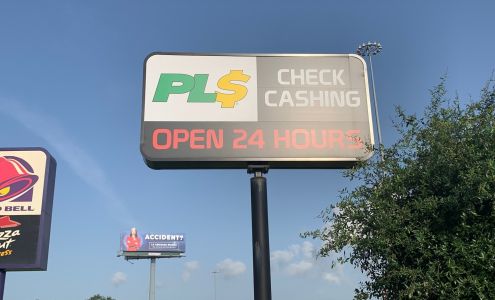 PL$
CHECK
CASHING
OPEN 24 HOURS
BELL
ACCIDENT?